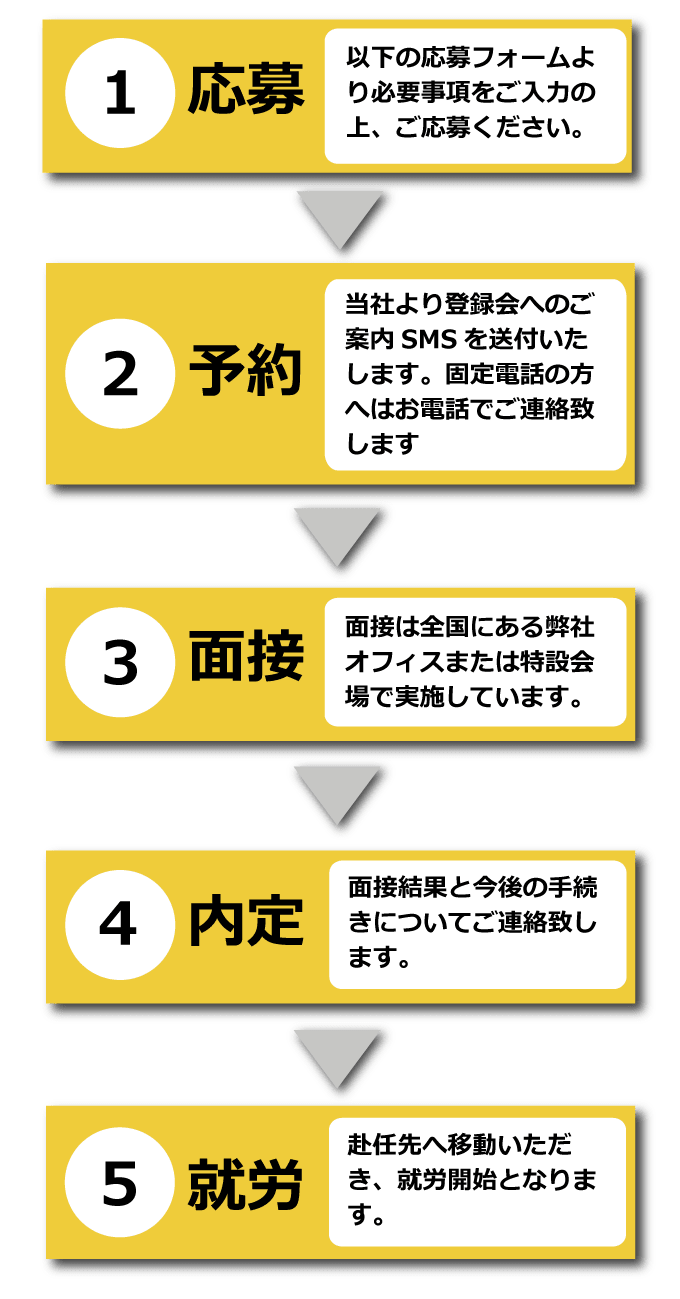 1
応募
以下の応募フォームよ
り必要事項をご入力の
上、ご応募ください。
2
予約
当社より登録会へのご
案内 SMS を送付いた
します。固定電話の方
へはお電話でご連絡致
します
3
面接
面接は全国にある弊社
オフィスまたは特設会
場で実施しています。
4
内定
面接結果と今後の手続
きについてご連絡致し
ます。
5
就労
赴任先へ移動いただ
き、就労開始となりま
す。